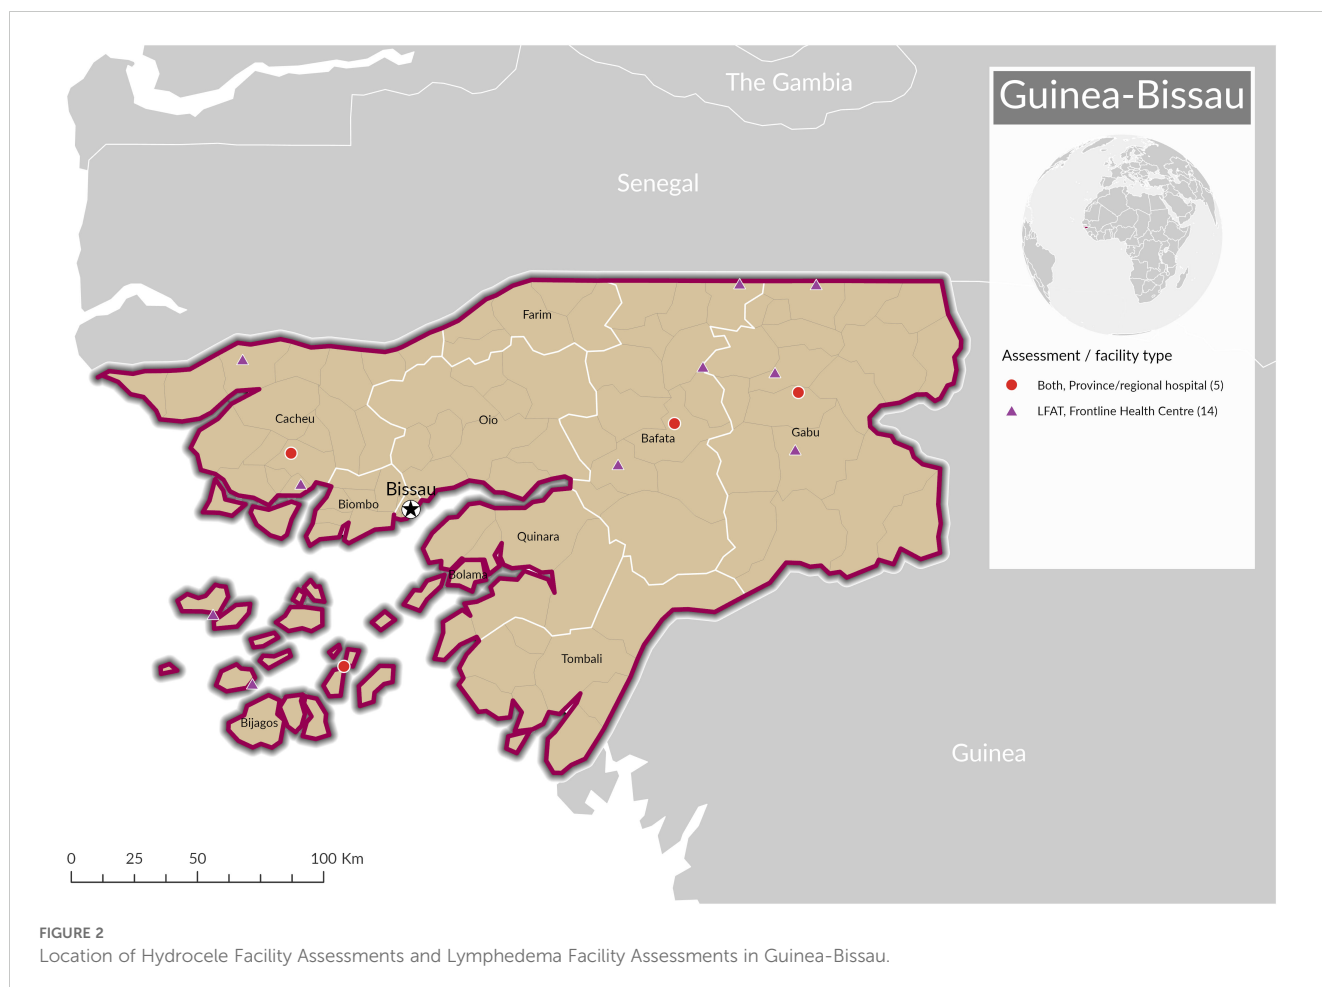 The Gambia
Guinea-Bissau
Senegal
Farim
Assessment / facility type
Both, Province/regional hospital (5)
LFAT, Frontline Health Centre (14)
Cacheu
Oio
Bafata
Gabu
Bissau
Biombo
Quinara
Bolama
Tombali
Bijagos
Guinea
0 25 50 100 Km
FIGURE 2
Location of Hydrocele Facility Assessments and Lymphedema Facility Assessments in Guinea-Bissau.